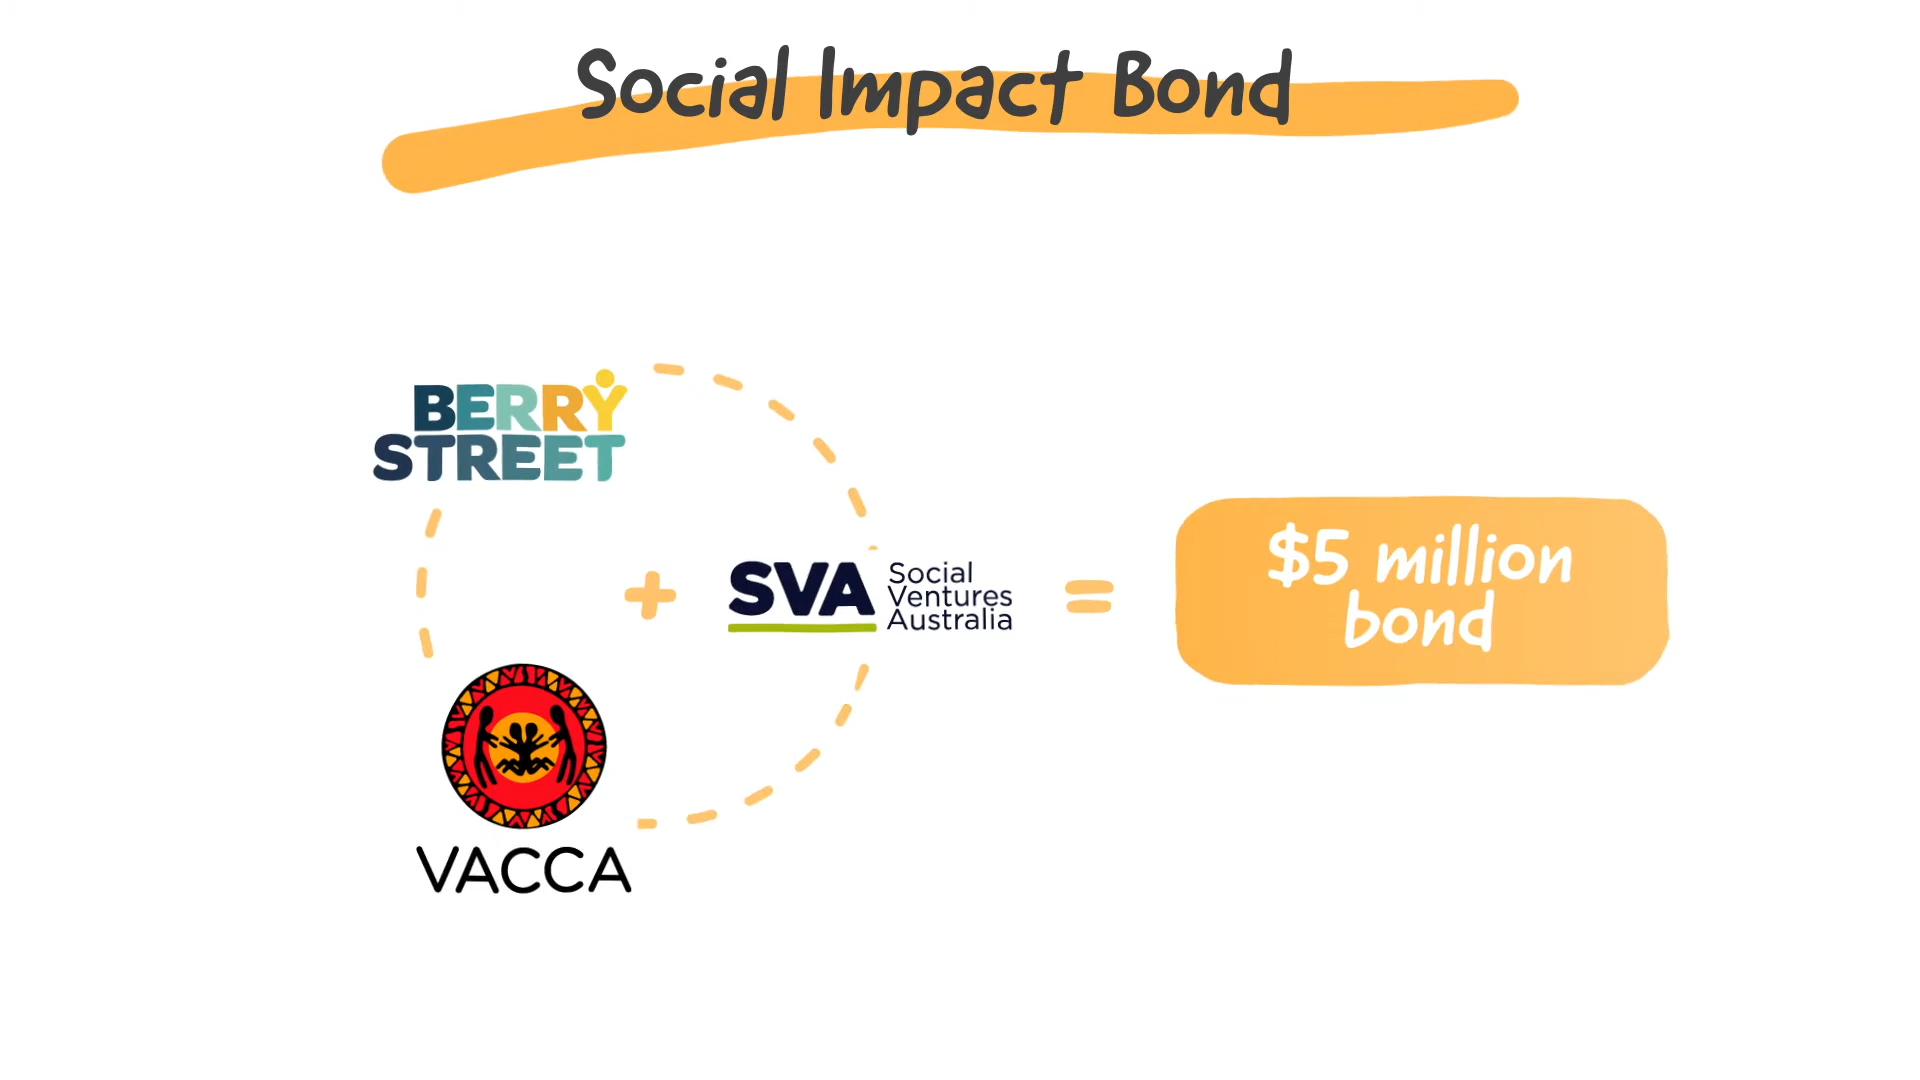 Social Impact Bond
BERRY
STREET
+
SVA
Social
Ventures
Australia
=
$5 million
bond
VACCA